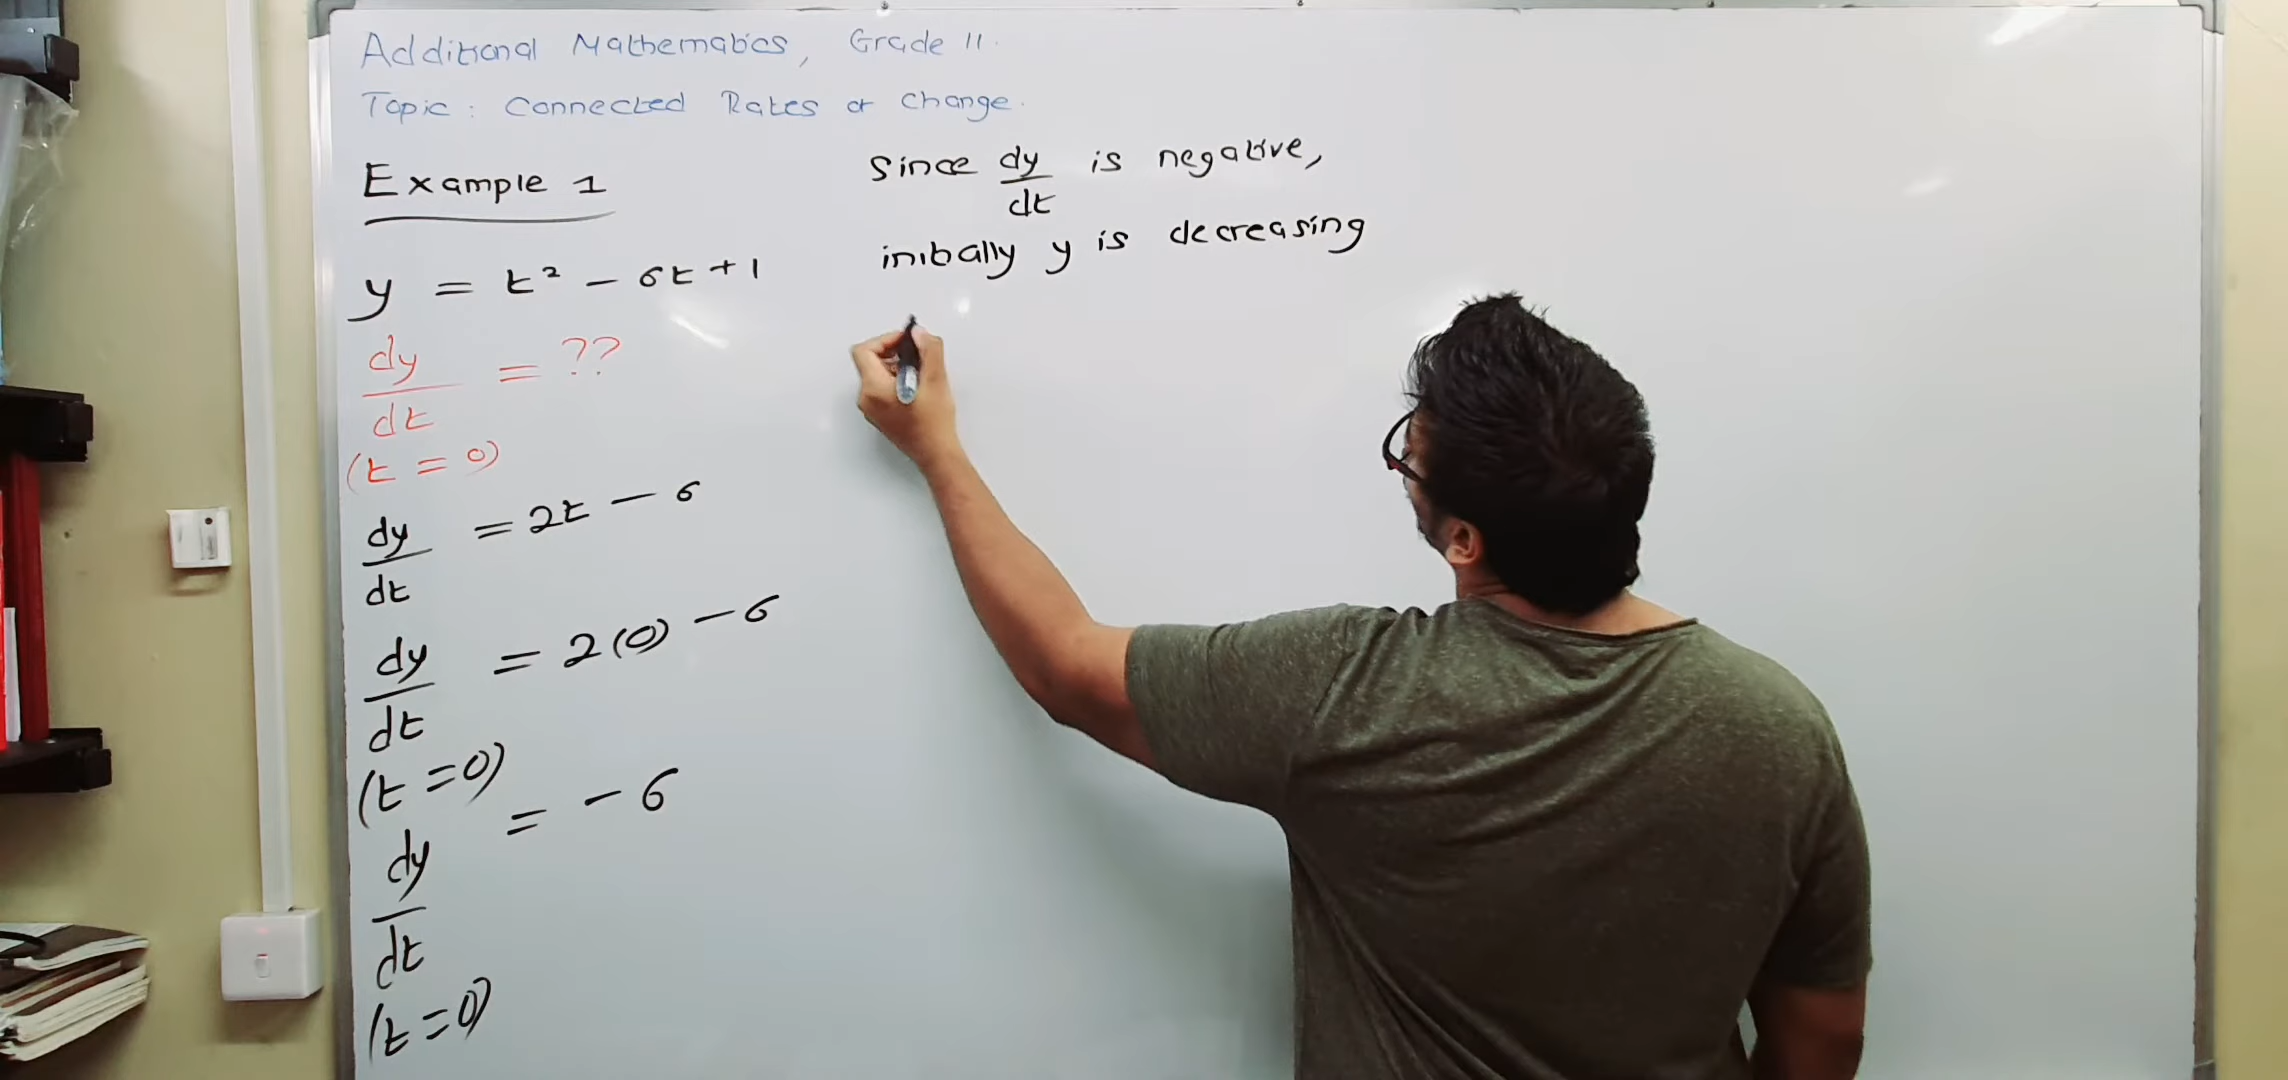 Additional Mathematics, Grade 11.
Topic: Connected Rates of Change.
Example 1
y = t² - 6t + 1
dy/dt = ??
(t = 0)
dy/dt = 2t - 6
dy/dt = 2(0) - 6
(t = 0)
dy/dt = - 6
(t = 0)
Since dy/dt is negative,
initially y is decreasing